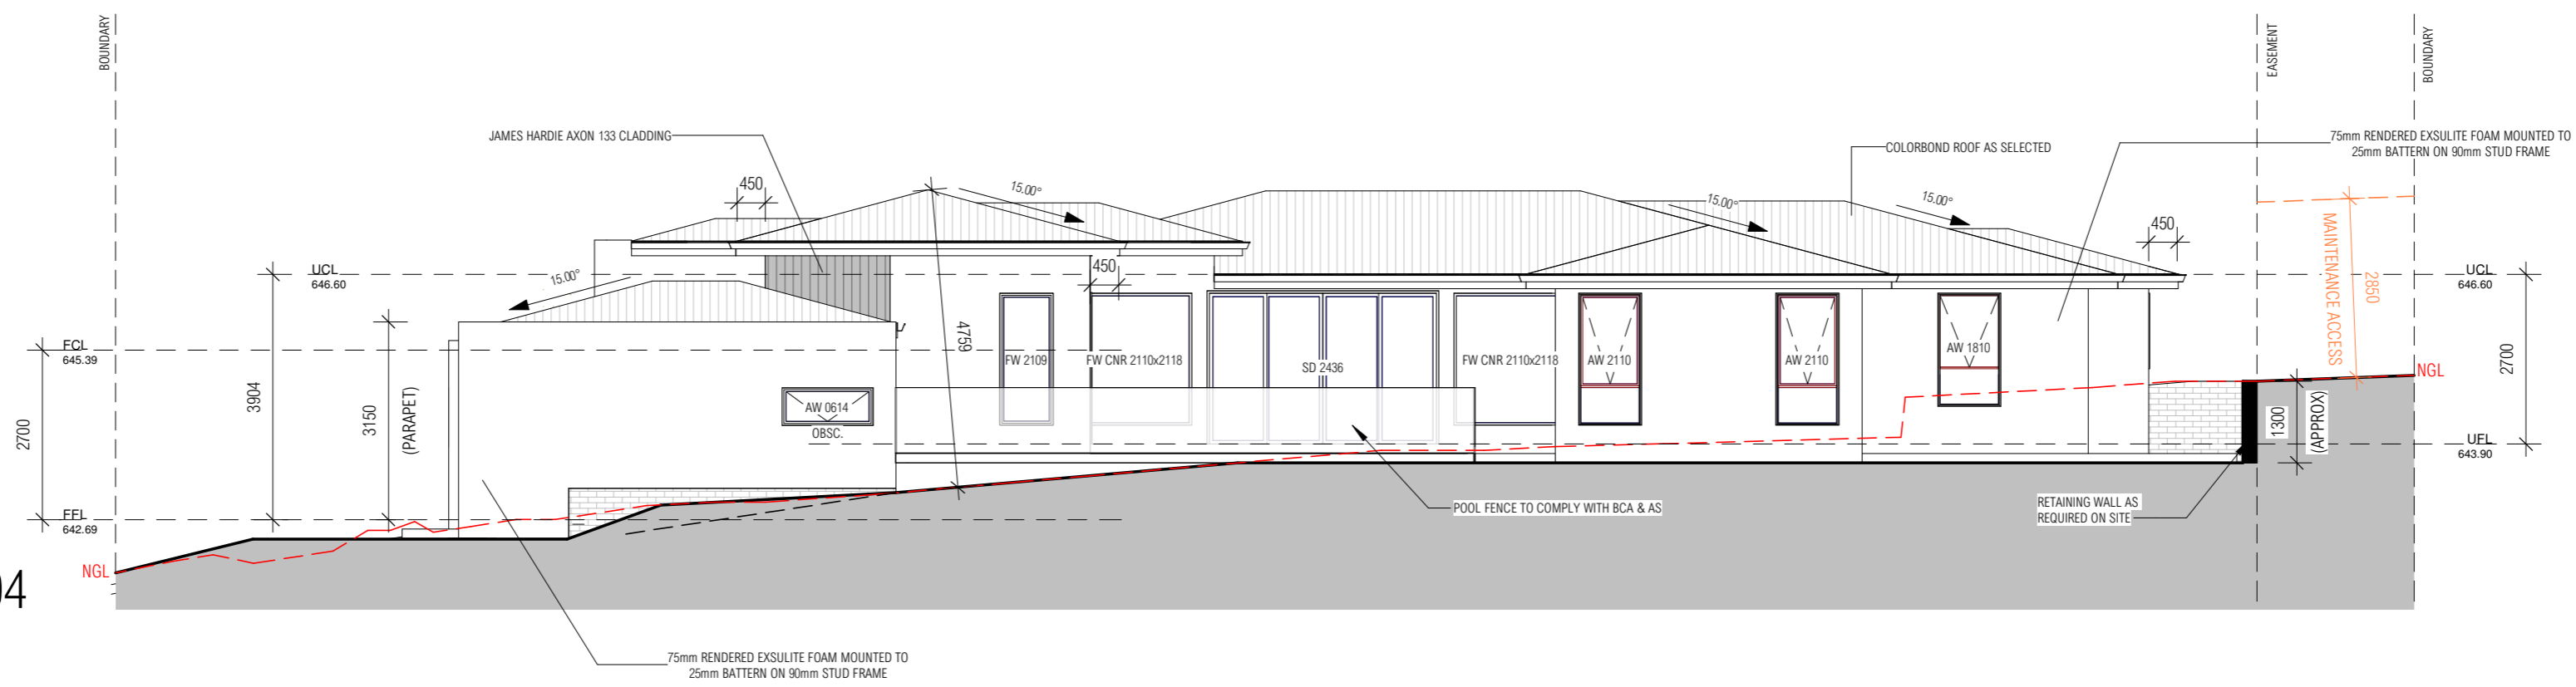 BOUNDARY
EASEMENT
BOUNDARY
JAMES HARDIE AXON 133 CLADDING
COLORBOND ROOF AS SELECTED
75mm RENDERED EXSULITE FOAM MOUNTED TO
25mm BATTERN ON 90mm STUD FRAME
450
15.00°
15.00°
15.00°
450
UCL
646.60
15.00°
450
UCL
646.60
MAINTENANCE ACCESS
2850
FCL
645.39
3904
3150
(PARAPET)
2700
4759
FW 2109
FW CNR 2110x2118
SD 2436
FW CNR 2110x2118
AW 2110
AW 2110
AW 1810
2700
NGL
AW 0614
OBSC.
1300
(APPROX)
UFL
643.90
FFL
642.69
POOL FENCE TO COMPLY WITH BCA & AS
RETAINING WALL AS
REQUIRED ON SITE
NGL
04
75mm RENDERED EXSULITE FOAM MOUNTED TO
25mm BATTERN ON 90mm STUD FRAME